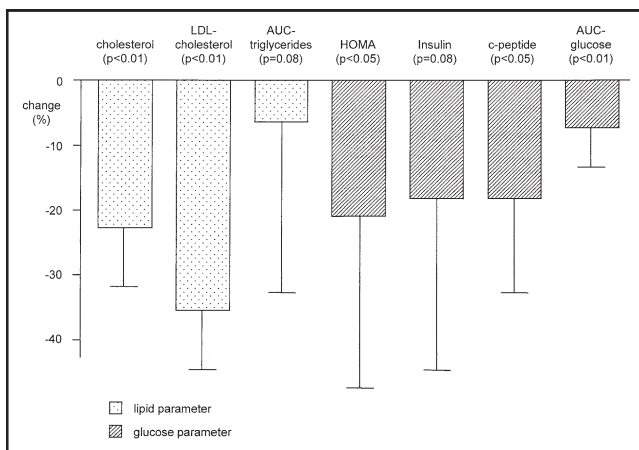 cholesterol
(p<0.01)
LDL-
cholesterol
(p<0.01)
AUC-
triglycerides
(p=0.08)
HOMA
(p<0.05)
Insulin
(p=0.08)
c-peptide
(p<0.05)
AUC-
glucose
(p<0.01)
change
(%)
0
-10
-20
-30
-40
lipid parameter
glucose parameter